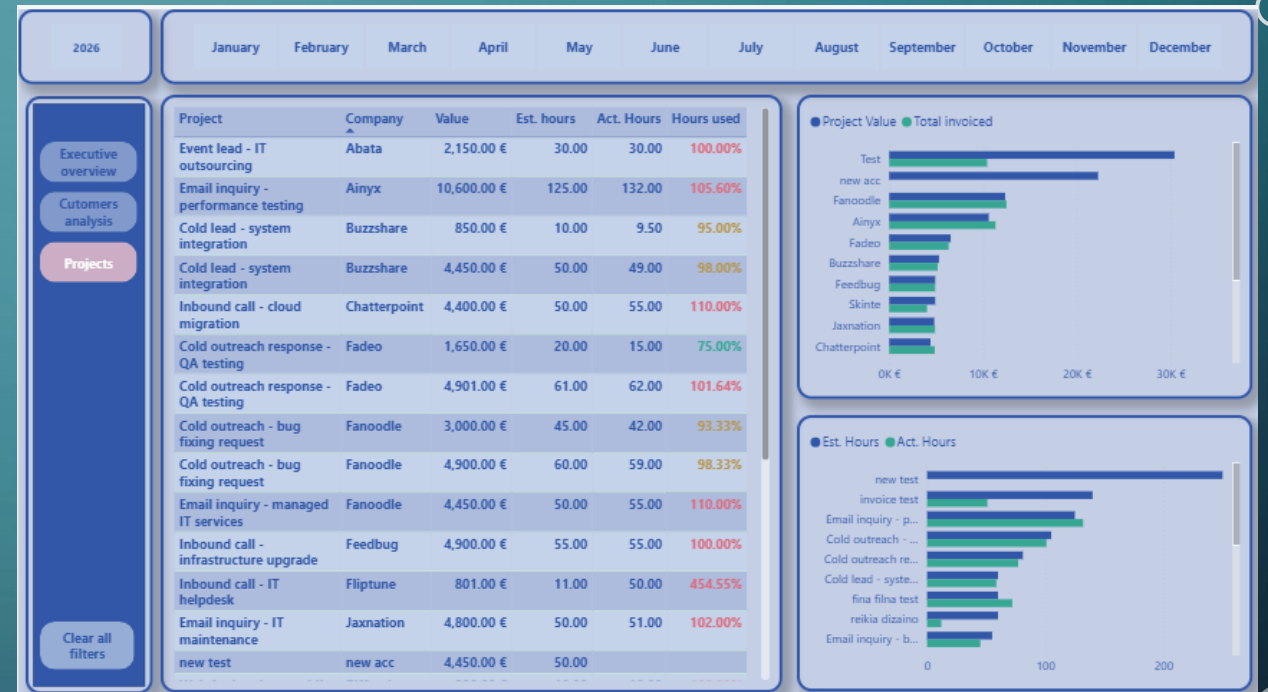 2026
January February March April May June July August September October November December
Executive
overview
Cutomers
analysis
Projects
Clear all
filters
Project Company Value Est. hours Act. Hours Hours used
Event lead - IT
outsourcing Abata 2,150.00 € 30.00 30.00 100.00%
Email inquiry -
performance testing Ainyx 10,600.00 € 125.00 132.00 105.60%
Cold lead - system
integration Buzzshare 850.00 € 10.00 9.50 95.00%
Cold lead - system
integration Buzzshare 4,450.00 € 50.00 49.00 98.00%
Inbound call - cloud
migration Chatterpoint 4,400.00 € 50.00 55.00 110.00%
Cold outreach response -
QA testing Fadeo 1,650.00 € 20.00 15.00 75.00%
Cold outreach response -
QA testing Fadeo 4,901.00 € 61.00 62.00 101.64%
Cold outreach - bug
fixing request Fanoodle 3,000.00 € 45.00 42.00 93.33%
Cold outreach - bug
fixing request Fanoodle 4,900.00 € 60.00 59.00 98.33%
Email inquiry - managed
IT services Fanoodle 4,450.00 € 50.00 55.00 110.00%
Inbound call -
infrastructure upgrade Feedbug 4,900.00 € 55.00 55.00 100.00%
Inbound call - IT
helpdesk Fliptune 801.00 € 11.00 50.00 454.55%
Email inquiry - IT
maintenance Jaxnation 4,800.00 € 50.00 51.00 102.00%
new test new acc 4,450.00 € 50.00
Project Value Total invoiced
Test
new acc
Fanoodle
Ainyx
Fadeo
Buzzshare
Feedbug
Skinte
Jaxnation
Chatterpoint
0K € 10K € 20K € 30K €
Est. Hours Act. Hours
new test
invoice test
Email inquiry - p...
Cold outreach - ...
Cold outreach re...
Cold lead - syste...
fina filna test
reikia dizaino
Email inquiry - b...
0 100 200